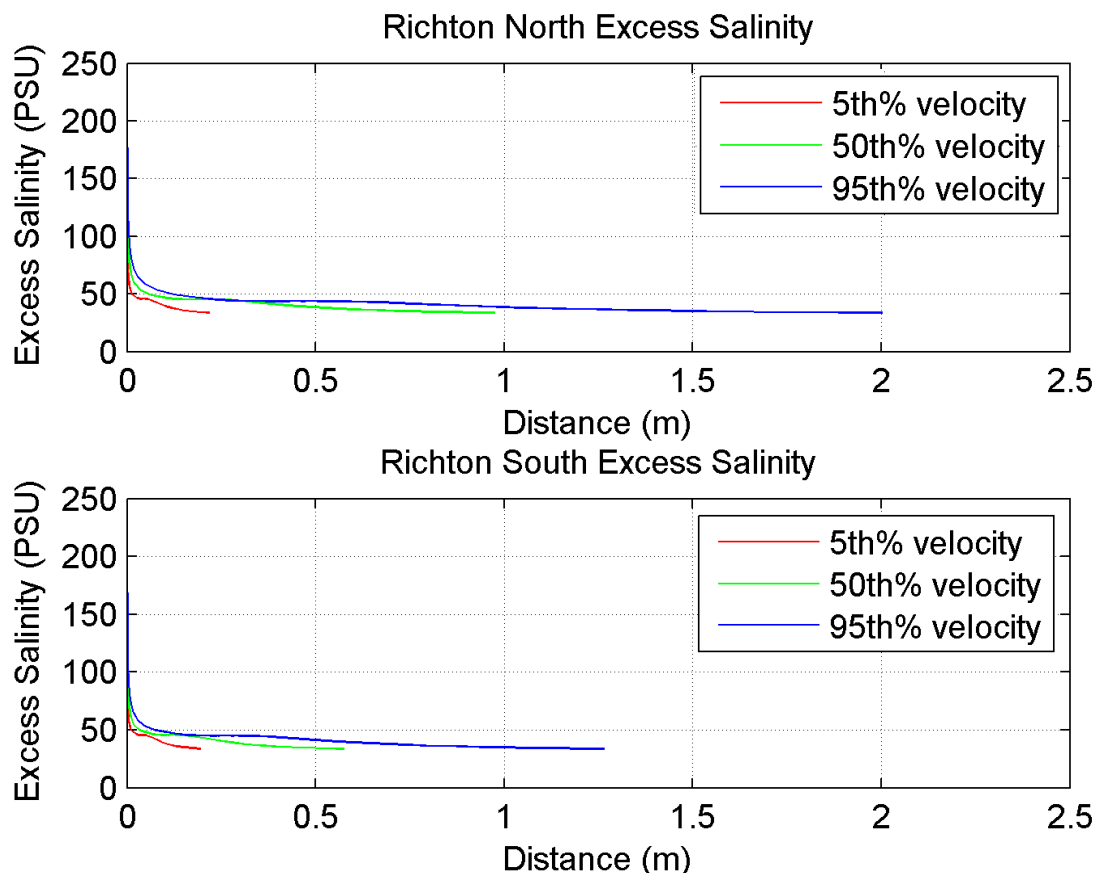 Richton North Excess Salinity
Excess Salinity (PSU)
250
200
150
100
50
0
5th% velocity
50th% velocity
95th% velocity
0 0.5 1 1.5 2 2.5
Distance (m)
Richton South Excess Salinity
Excess Salinity (PSU)
250
200
150
100
50
0
5th% velocity
50th% velocity
95th% velocity
0 0.5 1 1.5 2 2.5
Distance (m)